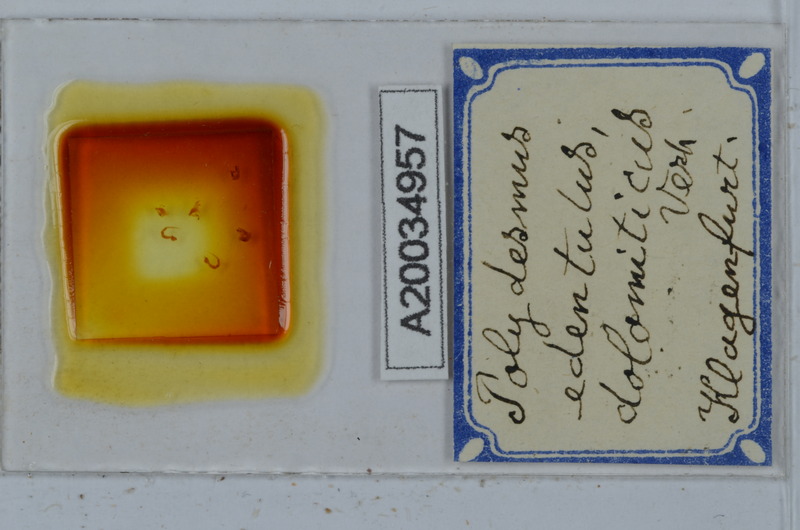 A20034957
Polydesmus
edentulus,
dolomiticus
Verh.
Klagenfurt.